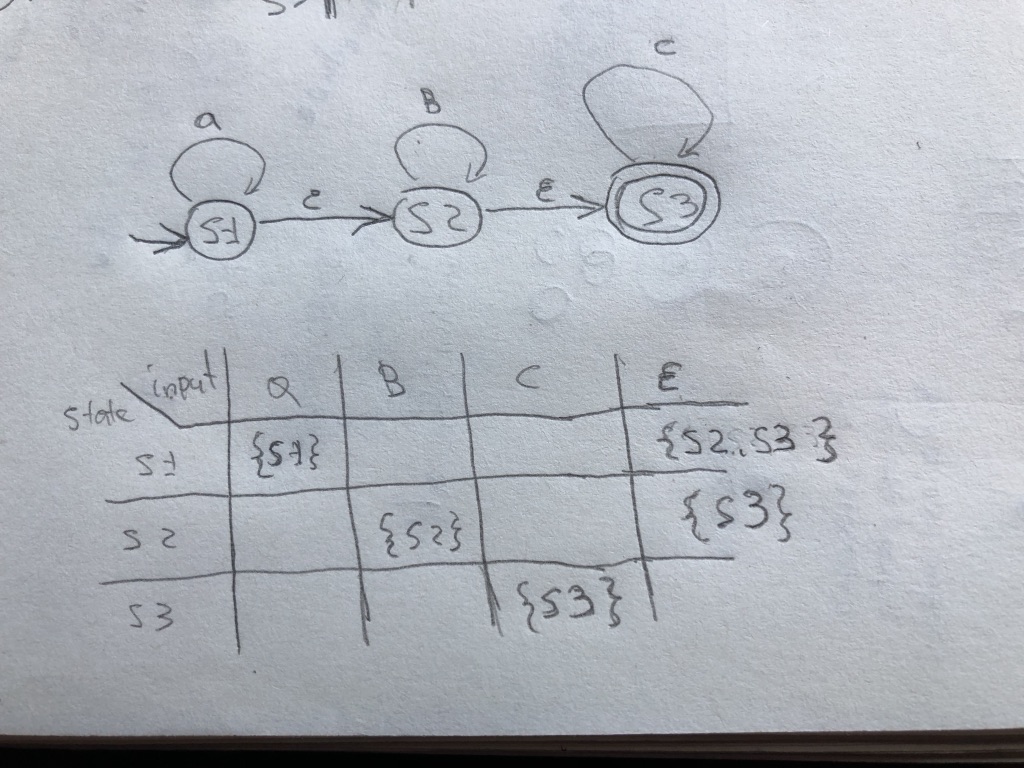 C
a
B
ε
ε
S1
S2
S3
input
a
B
C
ε
State
S1
{S1}
{S2, S3}
S2
{S2}
{S3}
S3
{S3}